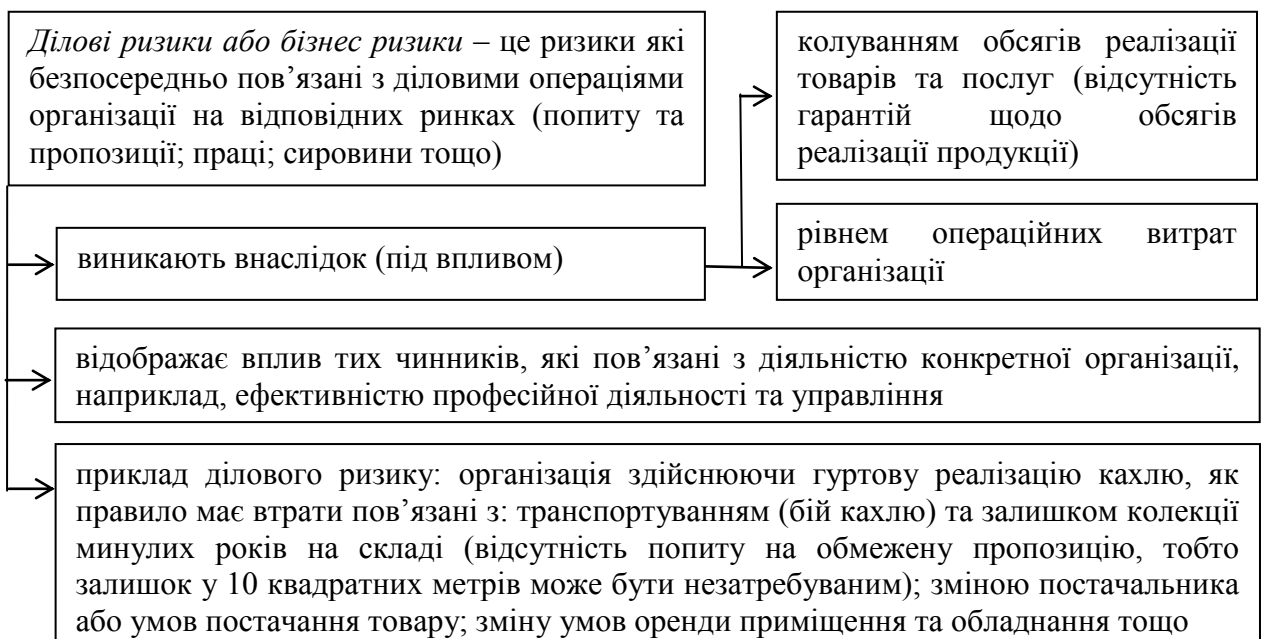 Ділові ризики або бізнес ризики – це ризики які
безпосередньо пов’язані з діловими операціями
організації на відповідних ринках (попиту та
пропозиції; праці; сировини тощо)
колуванням обсягів реалізації
товарів та послуг (відсутність
гарантій щодо обсягів
реалізації продукції)
виникають внаслідок (під впливом)
рівнем операційних витрат
організації
відображає вплив тих чинників, які пов’язані з діяльністю конкретної організації,
наприклад, ефективністю професійної діяльності та управління
приклад ділового ризику: організація здійснюючи гуртову реалізацію кахлю, як
правило має втрати пов’язані з: транспортуванням (бій кахлю) та залишком колекції
минулих років на складі (відсутність попиту на обмежену пропозицію, тобто
залишок у 10 квадратних метрів може бути незатребуваним); зміною постачальника
або умов постачання товару; зміну умов оренди приміщення та обладнання тощо